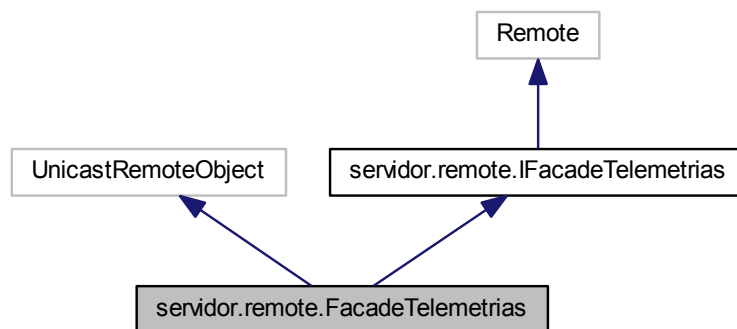 Remote
UnicastRemoteObject
servidor.remote.IFacadeTelemetrias
servidor.remote.FacadeTelemetrias